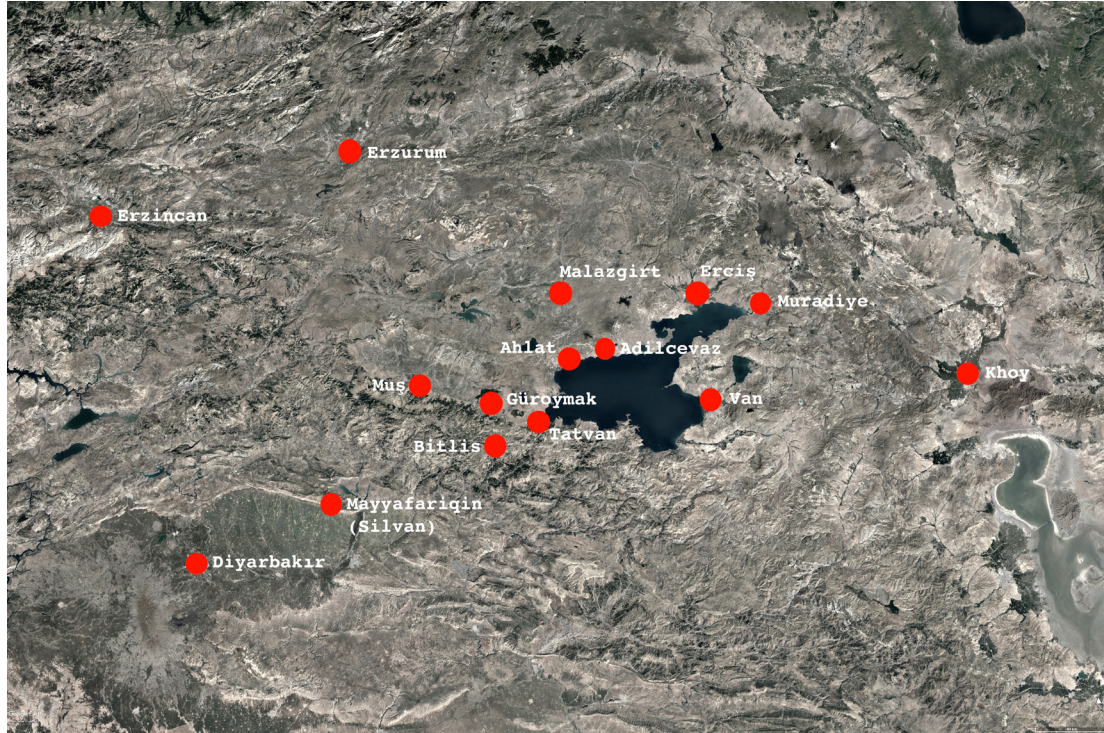 Erzurum
Erzincan
Malazgirt
Erciş
Muradiye
Ahlat
Adilcevaz
Khoy
Muş
Güroymak
Van
Tatvan
Bitlis
Mayyafariqin
(Silvan)
Diyarbakır